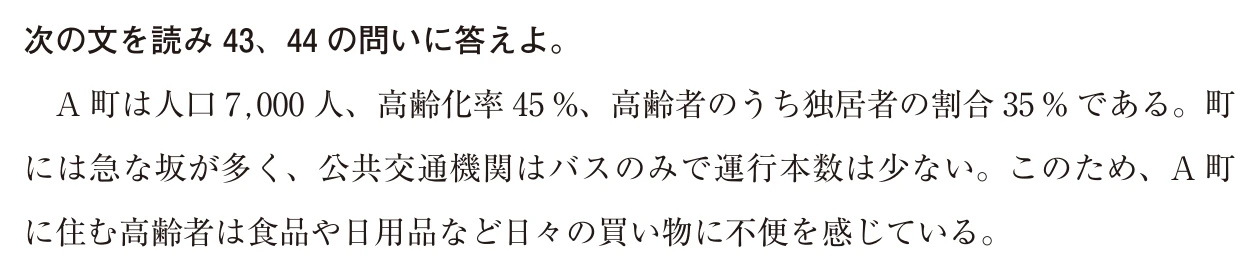 次の文を読み 43、44 の問いに答えよ。
A 町は人口 7,000 人、高齢化率 45 %、高齢者のうち独居者の割合 35 % である。町
には急な坂が多く、公共交通機関はバスのみで運行本数は少ない。このため、A 町
に住む高齢者は食品や日用品など日々の買い物に不便を感じている。